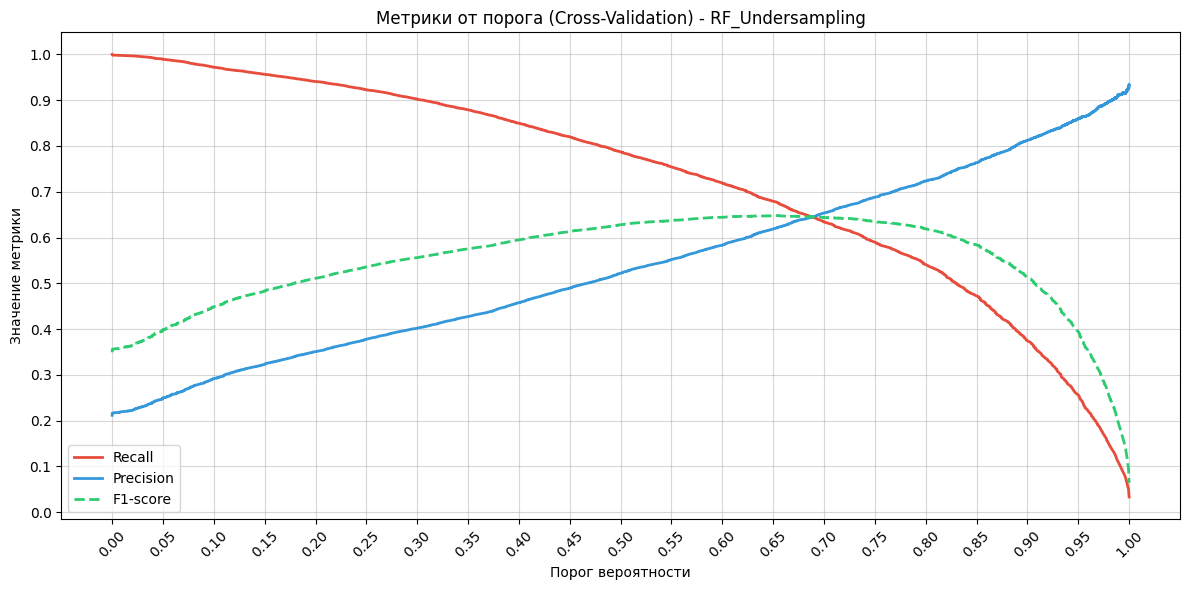 Метрики от порога (Cross-Validation) - RF_Undersampling
Значение метрики
1.0
0.9
0.8
0.7
0.6
0.5
0.4
0.3
0.2
0.1
0.0
Recall
Precision
F1-score
0.00 0.05 0.10 0.15 0.20 0.25 0.30 0.35 0.40 0.45 0.50 0.55 0.60 0.65 0.70 0.75 0.80 0.85 0.90 0.95 1.00
Порог вероятности